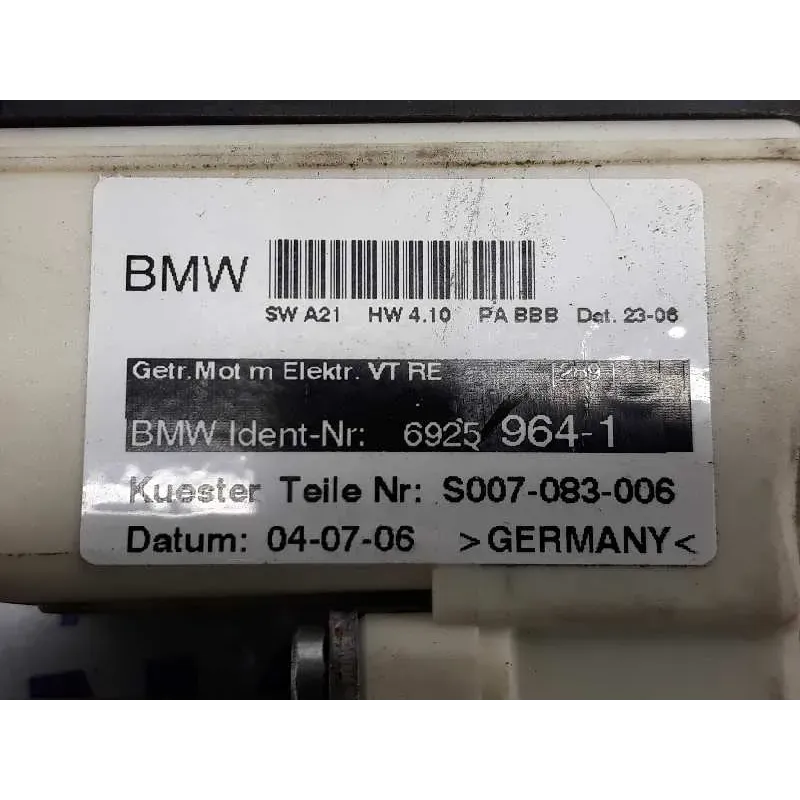 BMW
SW A21 HW 4.10 PA BBB Dat. 23-06
Getr.Mot m Elektr. VT RE 289
BMW Ident-Nr: 6925 964-1
Kuester Teile Nr: S007-083-006
Datum: 04-07-06 >GERMANY<